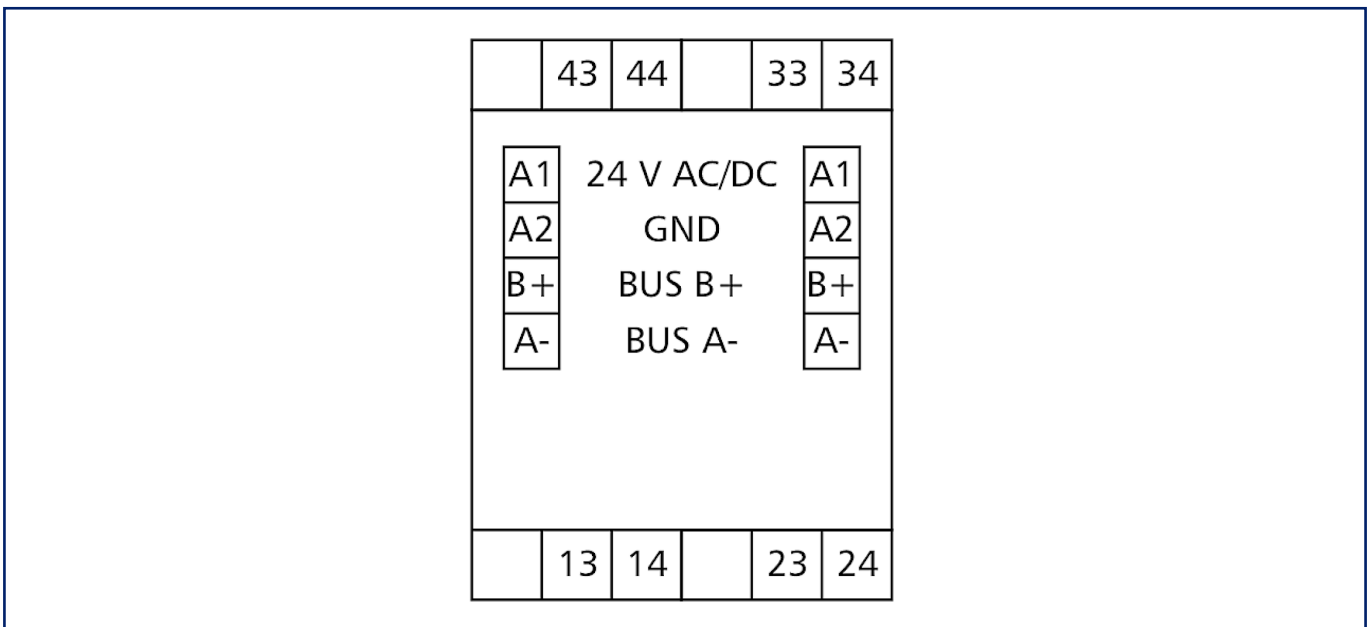 43 44 33 34
A1 24 V AC/DC A1
A2 GND A2
B+ BUS B+ B+
A- BUS A- A-
13 14 23 24